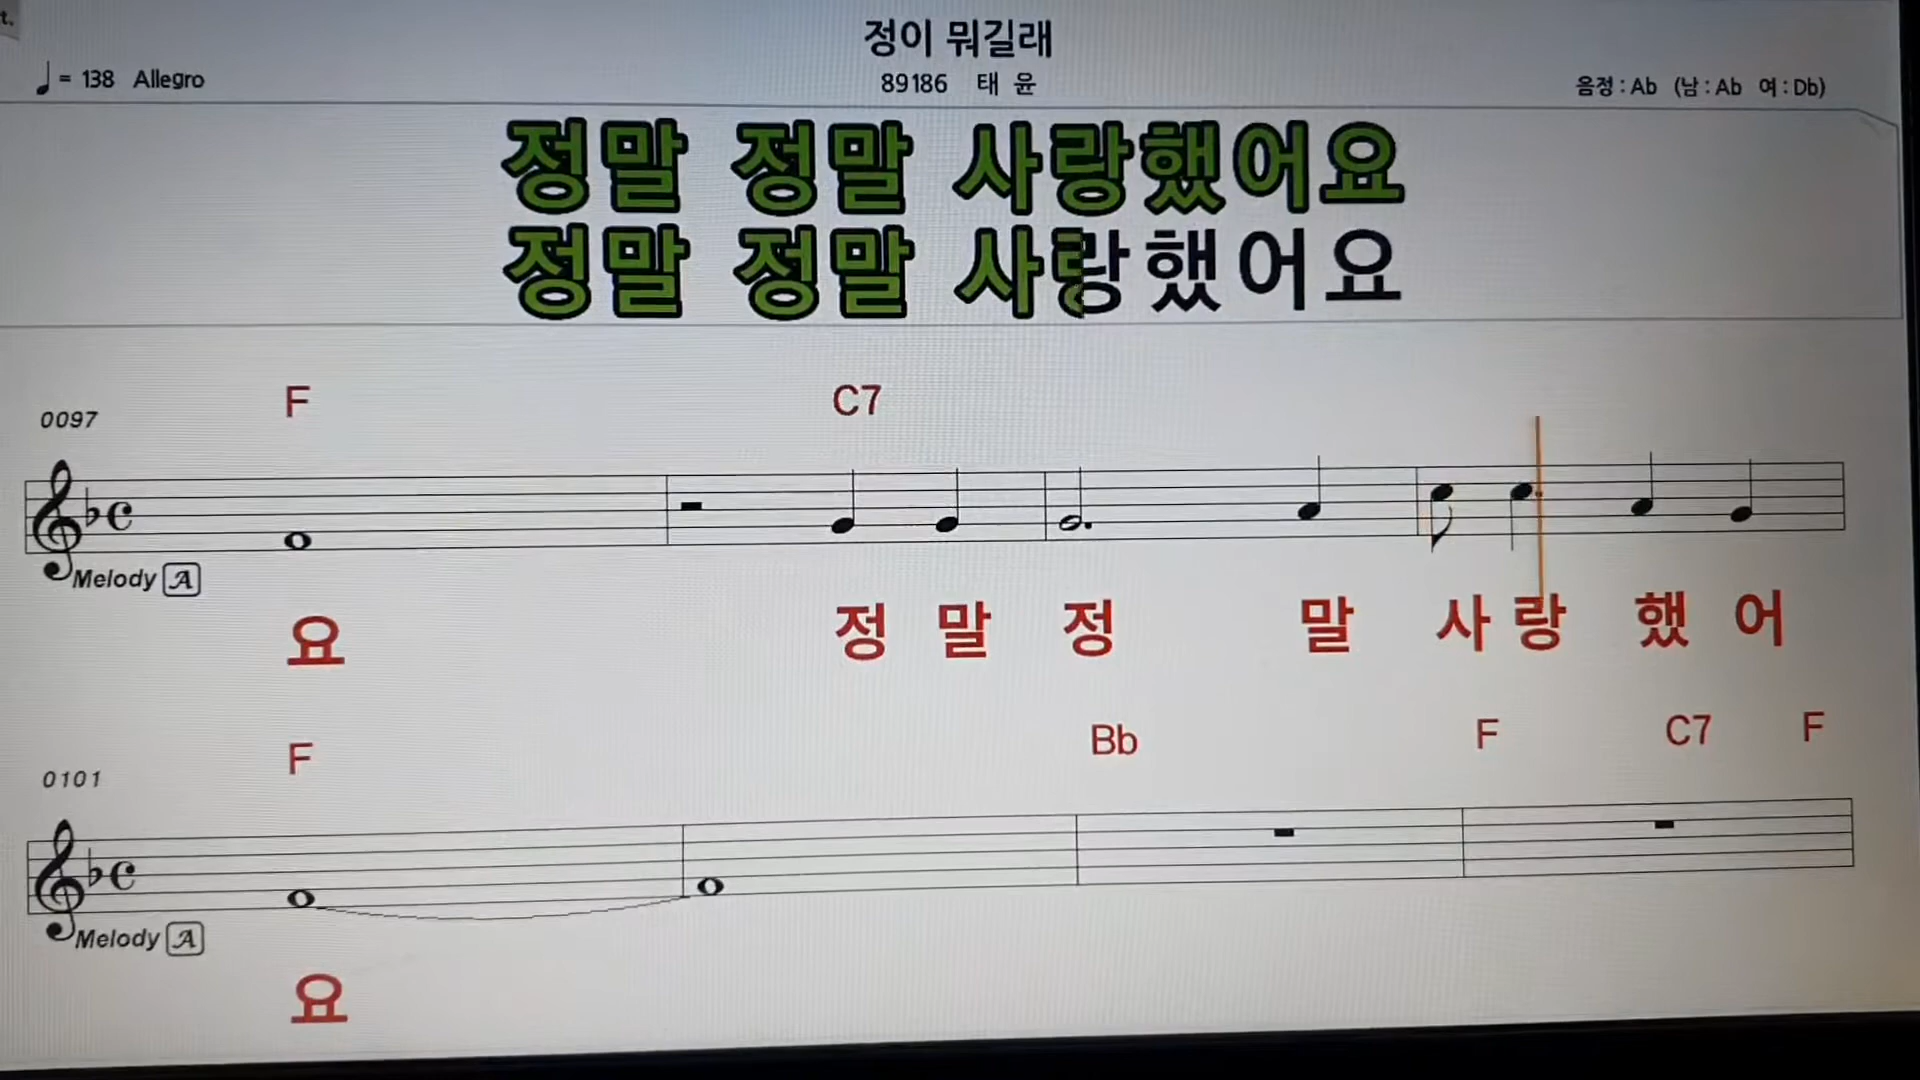 t.
정이 뭐길래
♩ = 138 Allegro
89186 태 윤
음정 : Ab (남 : Ab 여 : Db)
정말 정말 사랑했어요
정말 정말 사랑했어요
F C7
0097
Melody A
요 정 말 정 말 사 랑 했 어
F Bb F C7 F
0101
Melody A
요